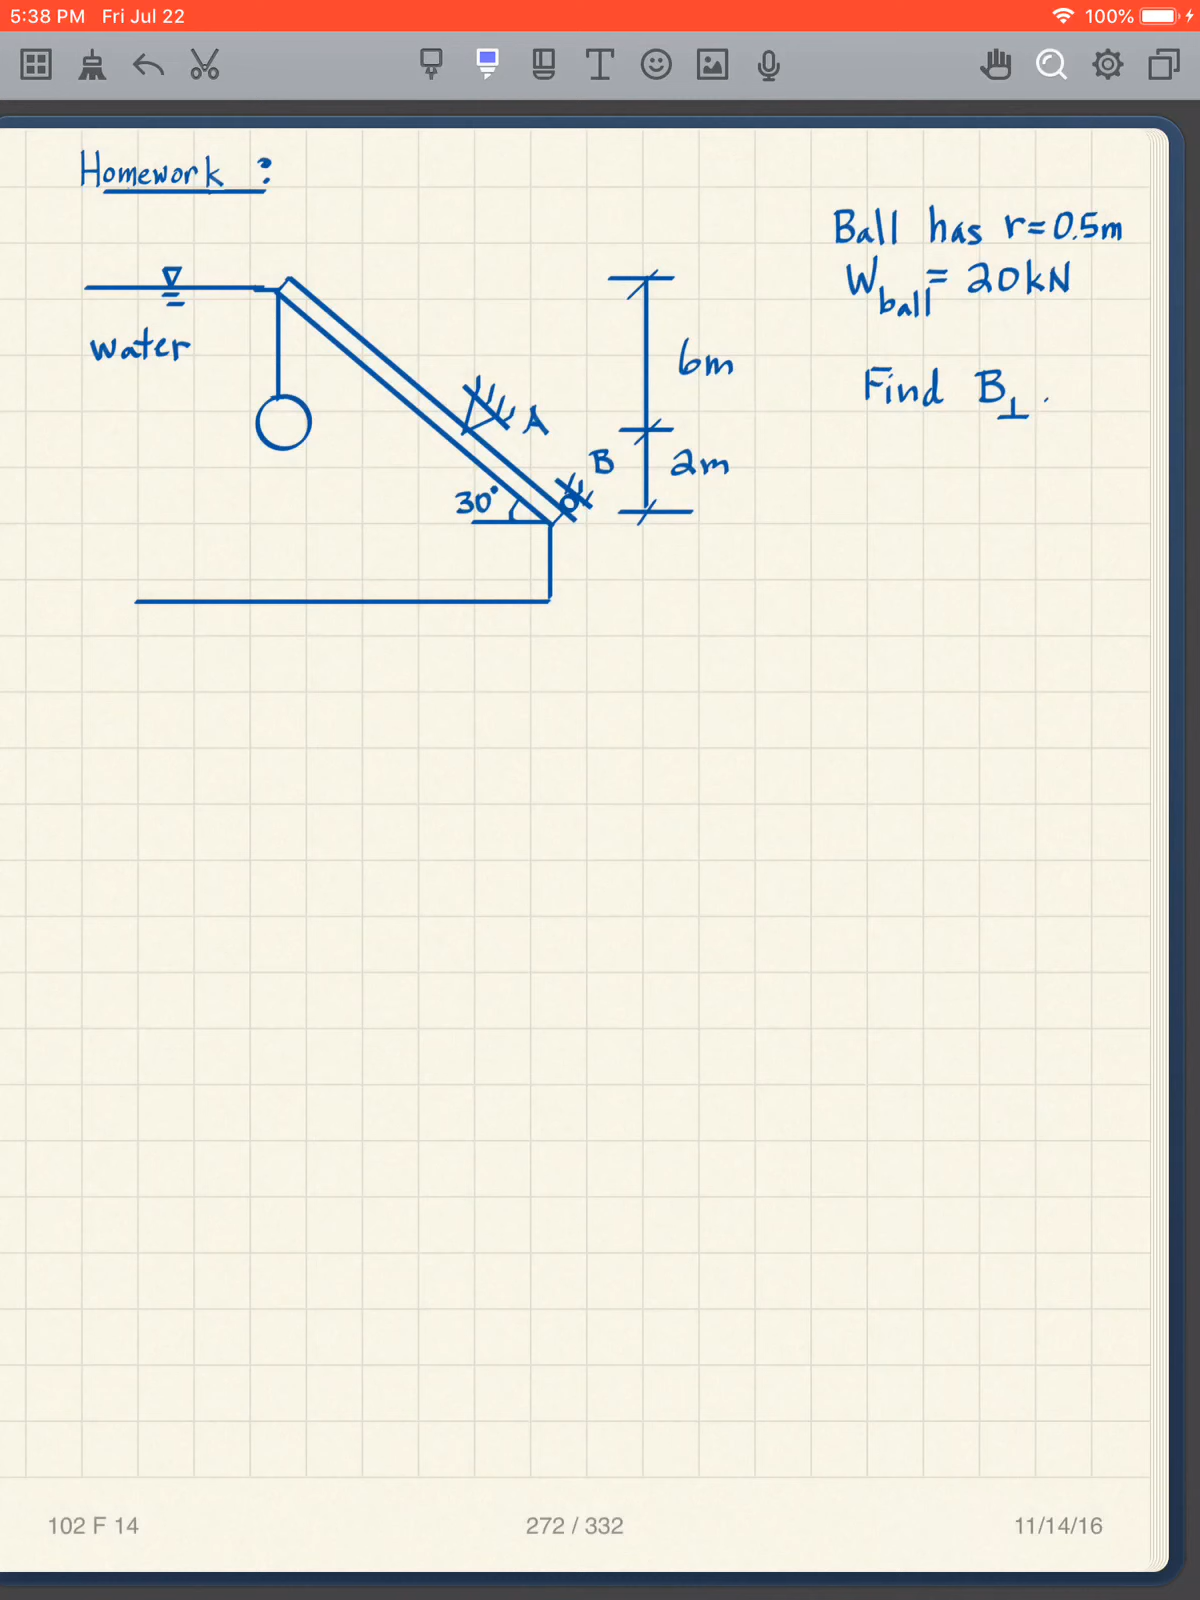 5:38 PM Fri Jul 22
100%
Homework :
Ball has r=0.5m
Wball = 20kN
water
6m
Find B⊥.
A
B
2m
30°
102 F 14
272 / 332
11/14/16